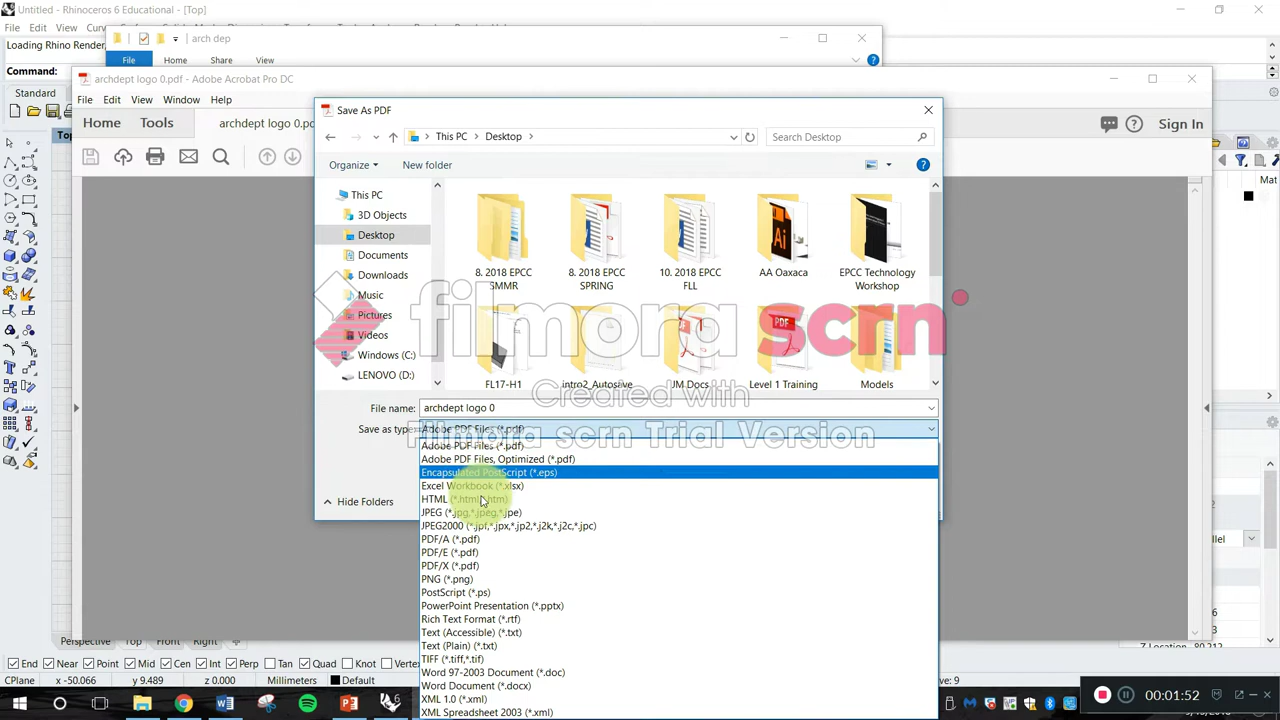 Untitled - Rhinoceros 6 Educational - [Top]
File Edit View
arch dep
Loading Rhino Render,
File Home Share View
Command:
archdept logo 0.pdf - Adobe Acrobat Pro DC
Standard
File Edit View Window Help
Save As PDF
Home Tools
Sign In
This PC Desktop
Search Desktop
Organize New folder
This PC
3D Objects
Desktop
Documents
Downloads
Music
Pictures
Videos
Windows (C:)
LENOVO (D:)
Mat
8. 2018 EPCC SMMR
8. 2018 EPCC SPRING
10. 2018 EPCC FLL
AA Oaxaca
EPCC Technology Workshop
FL17-H1
intro2_Autosave
JM Docs
Level 1 Training
Models
filmora scrn
Created with
Filmora scrn Trial Version
File name: archdept logo 0
Save as type: Adobe PDF Files (*.pdf)
Adobe PDF Files (*.pdf)
Adobe PDF Files, Optimized (*.pdf)
Encapsulated PostScript (*.eps)
Excel Workbook (*.xlsx)
HTML (*.html,*.htm)
JPEG (*.jpg,*.jpeg,*.jpe)
JPEG2000 (*.jpf,*.jpx,*.jp2,*.j2k,*.j2c,*.jpc)
PDF/A (*.pdf)
PDF/E (*.pdf)
PDF/X (*.pdf)
PNG (*.png)
PostScript (*.ps)
PowerPoint Presentation (*.pptx)
Rich Text Format (*.rtf)
Text (Accessible) (*.txt)
Text (Plain) (*.txt)
TIFF (*.tiff,*.tif)
Word 97-2003 Document (*.doc)
Word Document (*.docx)
XML 1.0 (*.xml)
XML Spreadsheet 2003 (*.xml)
Hide Folders
Perspective Top Front Right
End Near Point Mid Cen Int Perp Tan Quad Knot
CPlane x -50.066 y 9.489 z 0.000 Millimeters Default
00:01:52